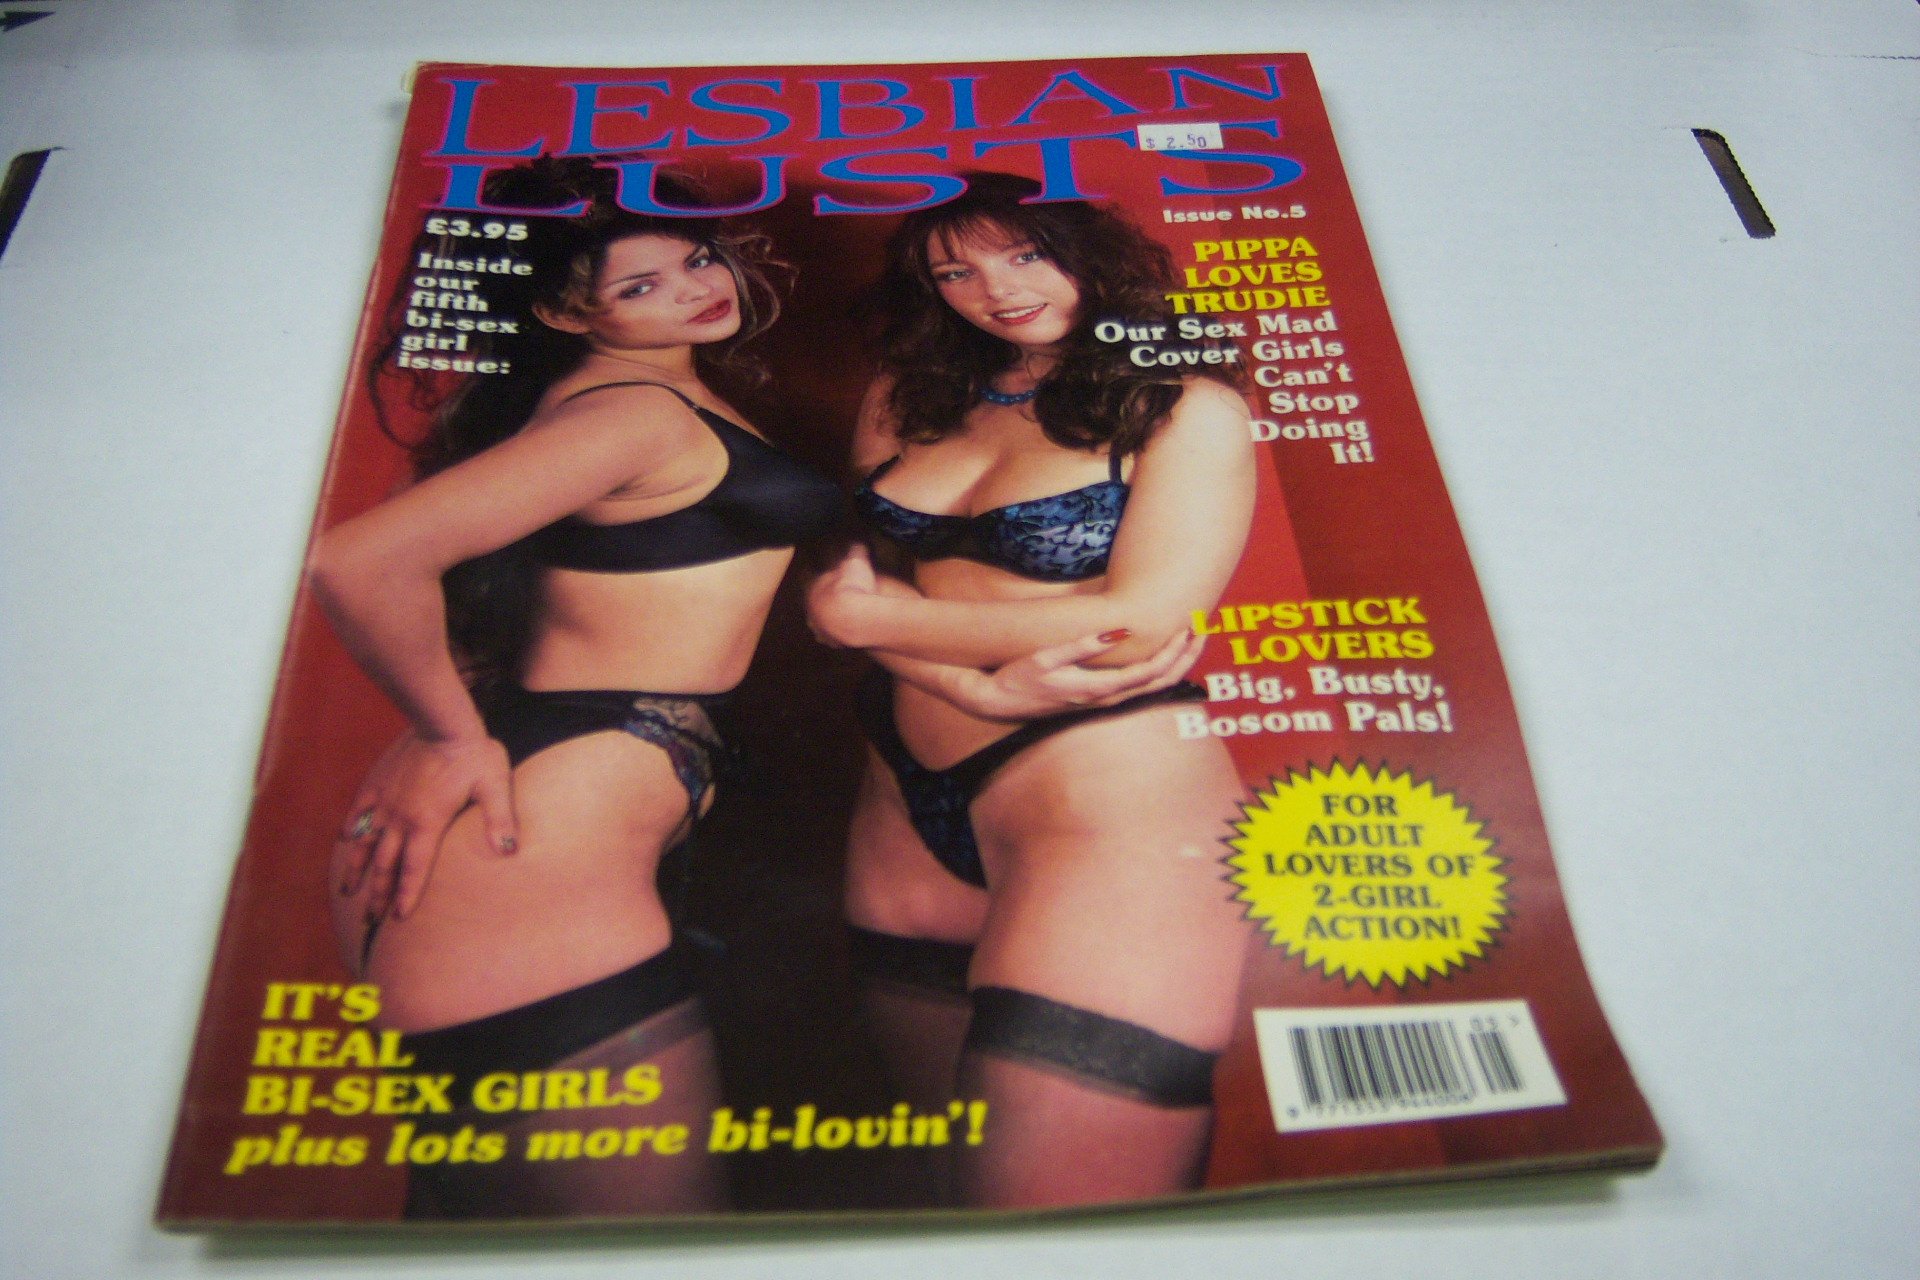 LESBIAN
LUSTS
$ 2.50
£3.95
Issue No.5
Inside
our
fifth
bi-sex
girl
issue:
PIPPA
LOVES
TRUDIE
Our Sex Mad
Cover Girls
Can't
Stop
Doing
It!
LIPSTICK
LOVERS
Big, Busty,
Bosom Pals!
FOR
ADULT
LOVERS OF
2-GIRL
ACTION!
IT'S
REAL
BI-SEX GIRLS
plus lots more bi-lovin'!
05 >